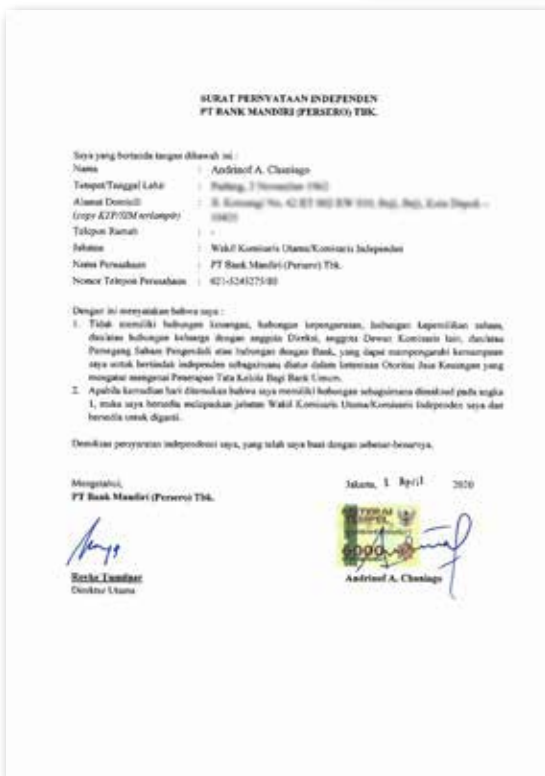 SURAT PERNYATAAN INDEPENDEN
PT BANK MANDIRI (PERSERO) TBK.
Saya yang bertanda tangan dibawah ini :
Nama : Andrinof A. Chaniago
Tempat/Tanggal Lahir :
Alamat Domisili :
(copy KTP/SIM terlampir)
Telepon Rumah : -
Jabatan : Wakil Komisaris Utama/Komisaris Independen
Nama Perusahaan : PT Bank Mandiri (Persero) Tbk.
Nomor Telepon Perusahaan : 021-5245275/80
Dengan ini menyatakan bahwa saya :
1. Tidak memiliki hubungan keuangan, hubungan kepengurusan, hubungan kepemilikan saham,
dan/atau hubungan keluarga dengan anggota Direksi, anggota Dewan Komisaris lain, dan/atau
Pemegang Saham Pengendali atau hubungan dengan Bank, yang dapat mempengaruhi kemampuan
saya untuk bertindak independen sebagaimana diatur dalam ketentuan Otoritas Jasa Keuangan yang
mengatur mengenai Penerapan Tata Kelola Bagi Bank Umum.
2. Apabila kemudian hari ditemukan bahwa saya memiliki hubungan sebagaimana dimaksud pada angka
1, maka saya bersedia melepaskan jabatan Wakil Komisaris Utama/Komisaris Independen saya dan
bersedia untuk diganti.
Demikian pernyataan independensi saya, yang telah saya buat dengan sebenar-benarnya.
Mengetahui,
PT Bank Mandiri (Persero) Tbk.
Jakarta, 1 April 2020
METERAI
TEMPEL
6000
Royke Tumilaar
Direktur Utama
Andrinof A. Chaniago